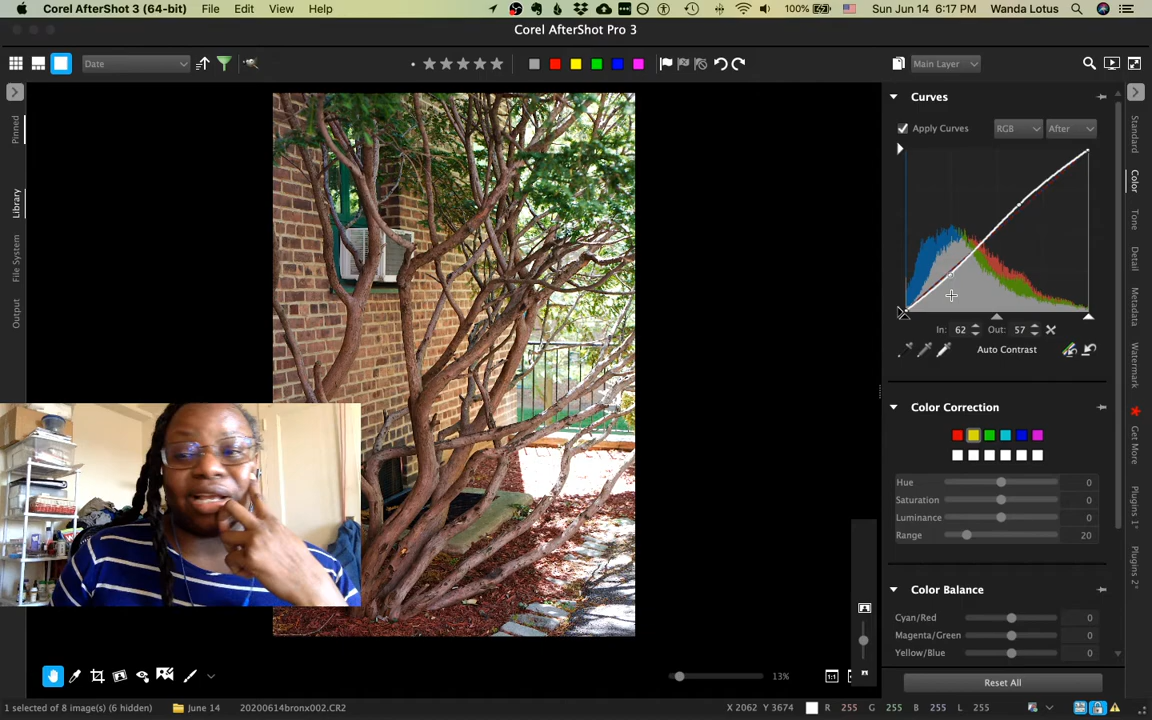 Corel AfterShot 3 (64-bit) File Edit View Help 100% Sun Jun 14 6:17 PM Wanda Lotus
Corel AfterShot Pro 3
Date Main Layer
Pinned
Library
File System
Output
Curves
Apply Curves RGB After
In: 62 Out: 57
Auto Contrast
Color Correction
Hue 0
Saturation 0
Luminance 0
Range 20
Color Balance
Cyan/Red 0
Magenta/Green 0
Yellow/Blue 0
Reset All
Standard
Color
Tone
Detail
Metadata
Watermark
Get More
Plugins 1*
Plugins 2*
13% 1:1
1 selected of 8 image(s) (6 hidden) June 14 20200614bronx002.CR2 X 2062 Y 3674 R 255 G 255 B 255 L 255